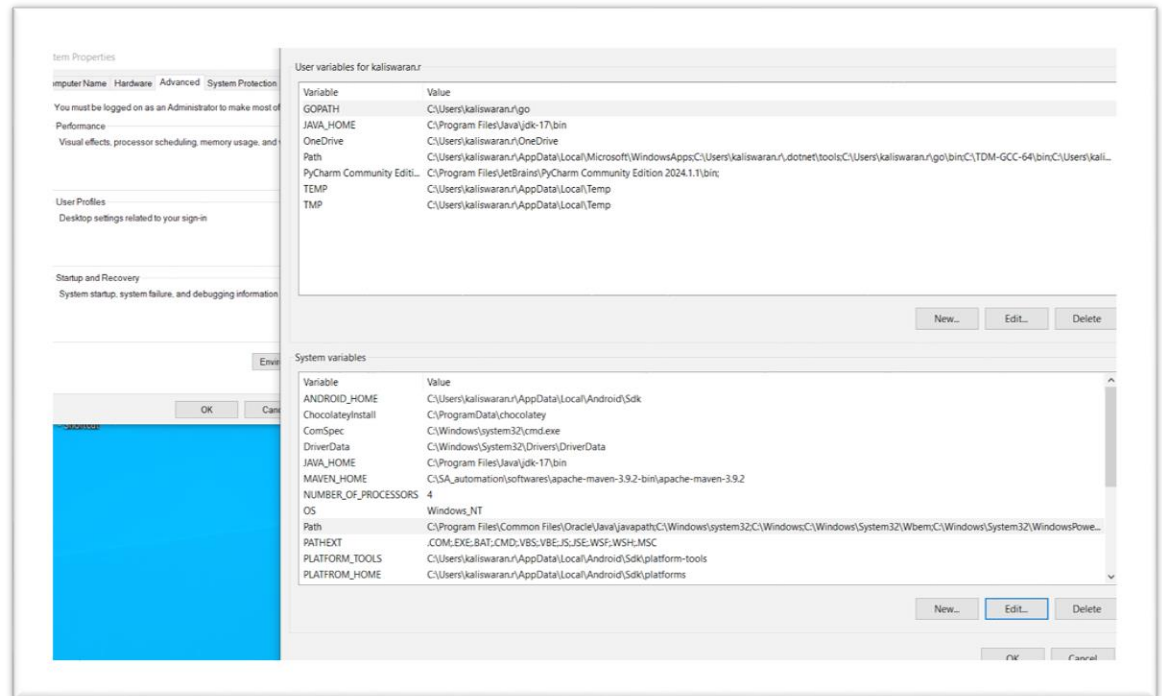 tem Properties
mputer Name Hardware Advanced System Protection
You must be logged on as an Administrator to make most of
Performance
Visual effects, processor scheduling, memory usage, and
User Profiles
Desktop settings related to your sign-in
Startup and Recovery
System startup, system failure, and debugging information
Envir
OK Canc
User variables for kaliswaran.r
Variable Value
GOPATH C:\Users\kaliswaran.r\go
JAVA_HOME C:\Program Files\Java\jdk-17\bin
OneDrive C:\Users\kaliswaran.r\OneDrive
Path C:\Users\kaliswaran.r\AppData\Local\Microsoft\WindowsApps;C:\Users\kaliswaran.r\.dotnet\tools;C:\Users\kaliswaran.r\go\bin;C:\TDM-GCC-64\bin;C:\Users\kali...
PyCharm Community Editi... C:\Program Files\JetBrains\PyCharm Community Edition 2024.1.1\bin;
TEMP C:\Users\kaliswaran.r\AppData\Local\Temp
TMP C:\Users\kaliswaran.r\AppData\Local\Temp
New... Edit... Delete
System variables
Variable Value
ANDROID_HOME C:\Users\kaliswaran.r\AppData\Local\Android\Sdk
ChocolateyInstall C:\ProgramData\chocolatey
ComSpec C:\Windows\system32\cmd.exe
DriverData C:\Windows\System32\Drivers\DriverData
JAVA_HOME C:\Program Files\Java\jdk-17\bin
MAVEN_HOME C:\SA_automation\softwares\apache-maven-3.9.2-bin\apache-maven-3.9.2
NUMBER_OF_PROCESSORS 4
OS Windows_NT
Path C:\Program Files\Common Files\Oracle\Java\javapath;C:\Windows\system32;C:\Windows;C:\Windows\System32\Wbem;C:\Windows\System32\WindowsPowe...
PATHEXT .COM;.EXE;.BAT;.CMD;.VBS;.VBE;.JS;.JSE;.WSF;.WSH;.MSC
PLATFORM_TOOLS C:\Users\kaliswaran.r\AppData\Local\Android\Sdk\platform-tools
PLATFROM_HOME C:\Users\kaliswaran.r\AppData\Local\Android\Sdk\platforms
New... Edit... Delete
OK Cancel